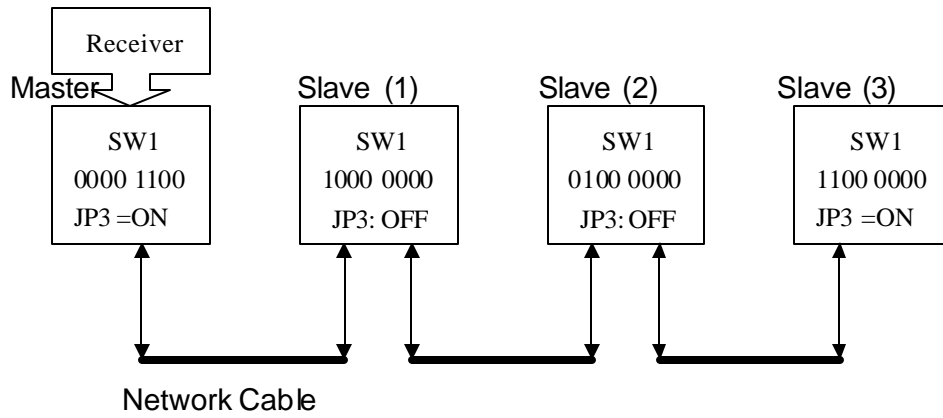 Receiver
Master
Slave (1)
Slave (2)
Slave (3)
SW1
0000 1100
JP3 =ON
SW1
1000 0000
JP3: OFF
SW1
0100 0000
JP3: OFF
SW1
1100 0000
JP3 =ON
Network Cable